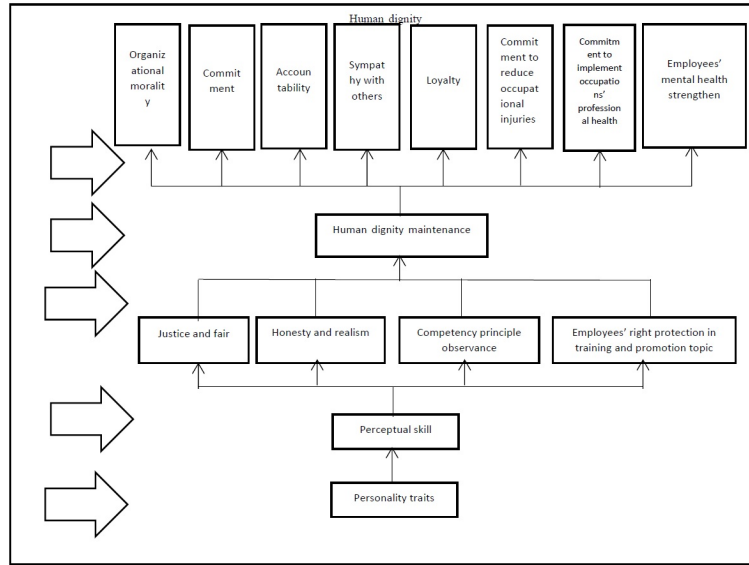 Human dignity
Organiz
ational
moralit
y
Commit
ment
Accoun
tability
Sympat
hy with
others
Loyalty
Commit
ment to
reduce
occupat
ional
injuries
Commitm
ent to
implement
occupatio
ns'
profession
al health
Employees'
mental health
strengthen
Human dignity maintenance
Justice and fair
Honesty and realism
Competency principle
observance
Employees' right protection in
training and promotion topic
Perceptual skill
Personality traits